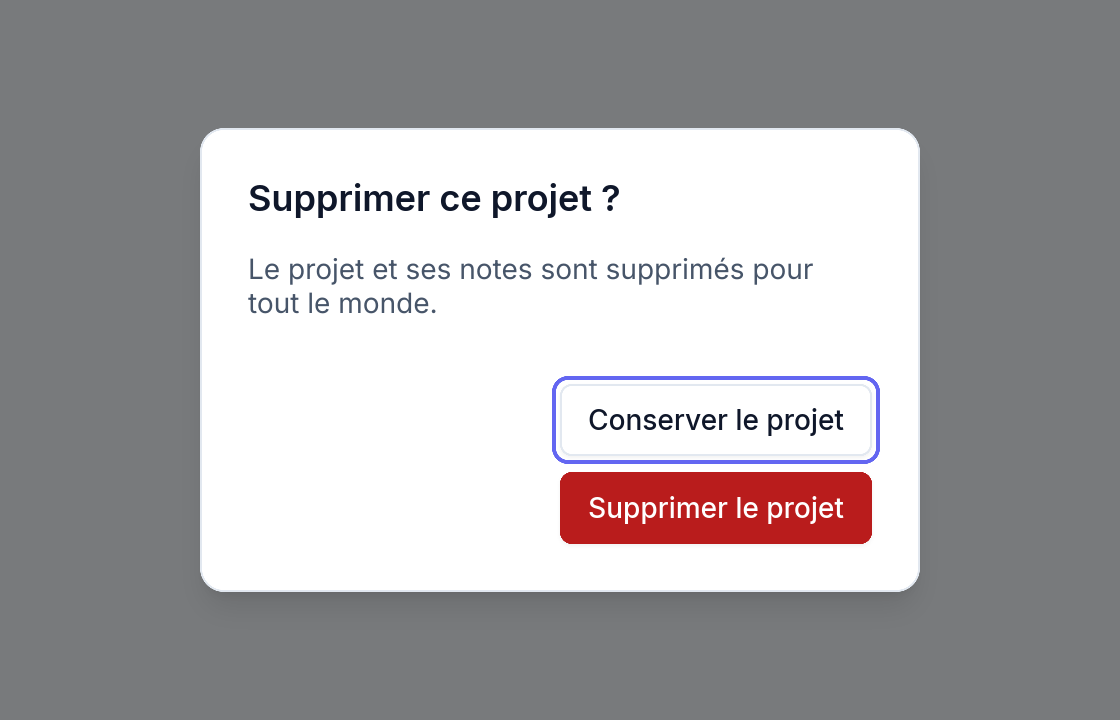 Supprimer ce projet ?
Le projet et ses notes sont supprimés pour
tout le monde.
Conserver le projet
Supprimer le projet